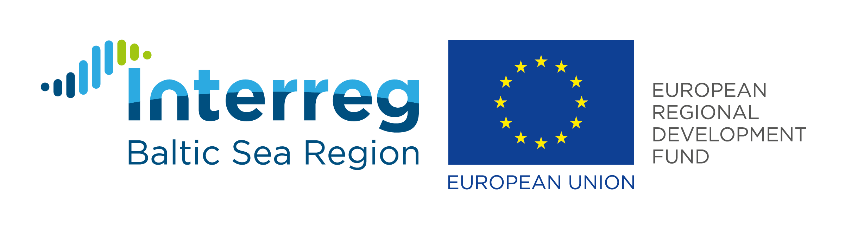 Interreg
Baltic Sea Region
EUROPEAN UNION
EUROPEAN
REGIONAL
DEVELOPMENT
FUND